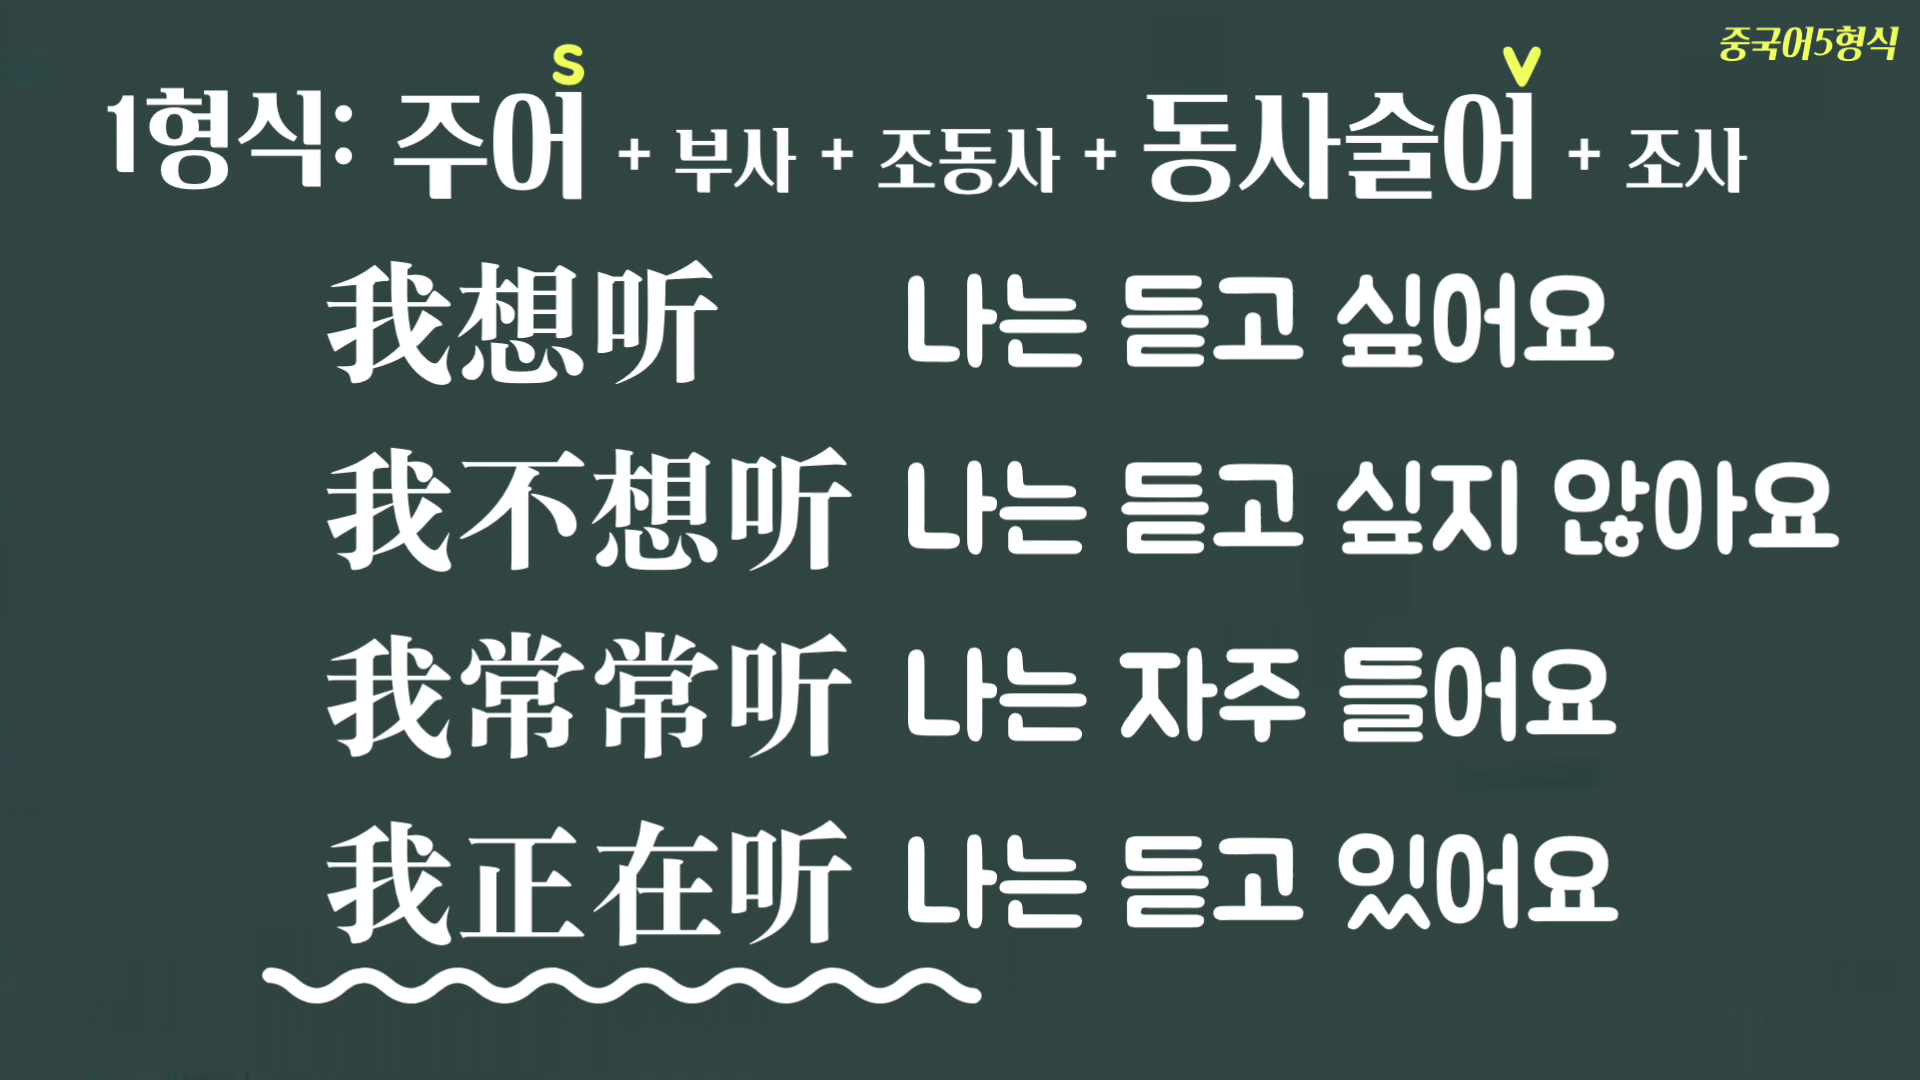 중국어5형식
S V
1형식: 주어 + 부사 + 조동사 + 동사술어 + 조사
我想听 나는 듣고 싶어요
我不想听 나는 듣고 싶지 않아요
我常常听 나는 자주 들어요
我正在听 나는 듣고 있어요